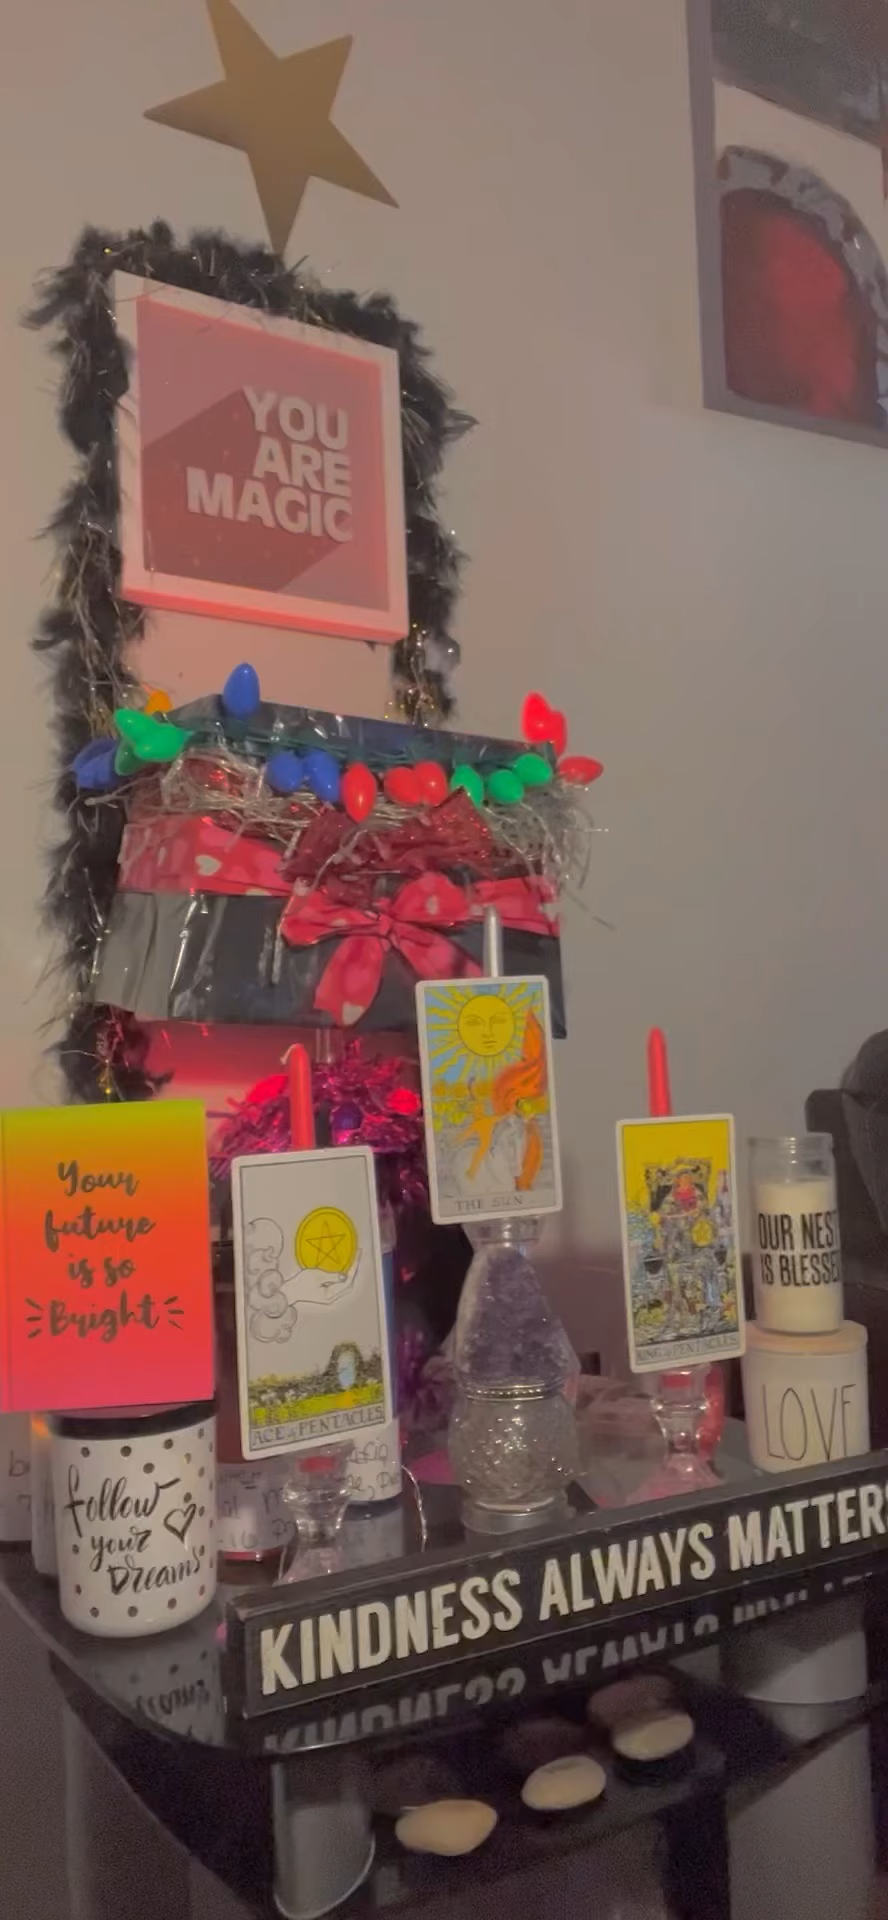 YOU
ARE
MAGIC
THE SUN
Your
future
is so
Bright
ACE of PENTACLES
KING of PENTACLES
OUR NEST
IS BLESSE
LOVE
follow
your
Dreams
KINDNESS ALWAYS MATTERS